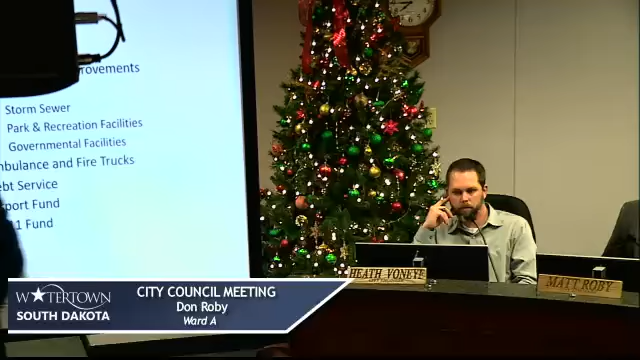 rovements
Storm Sewer
Park & Recreation Facilities
Governmental Facilities
mbulance and Fire Trucks
ebt Service
port Fund
1 Fund
HEATH VONEYE
MATT ROBY
WATERTOWN
SOUTH DAKOTA
CITY COUNCIL MEETING
Don Roby
Ward A